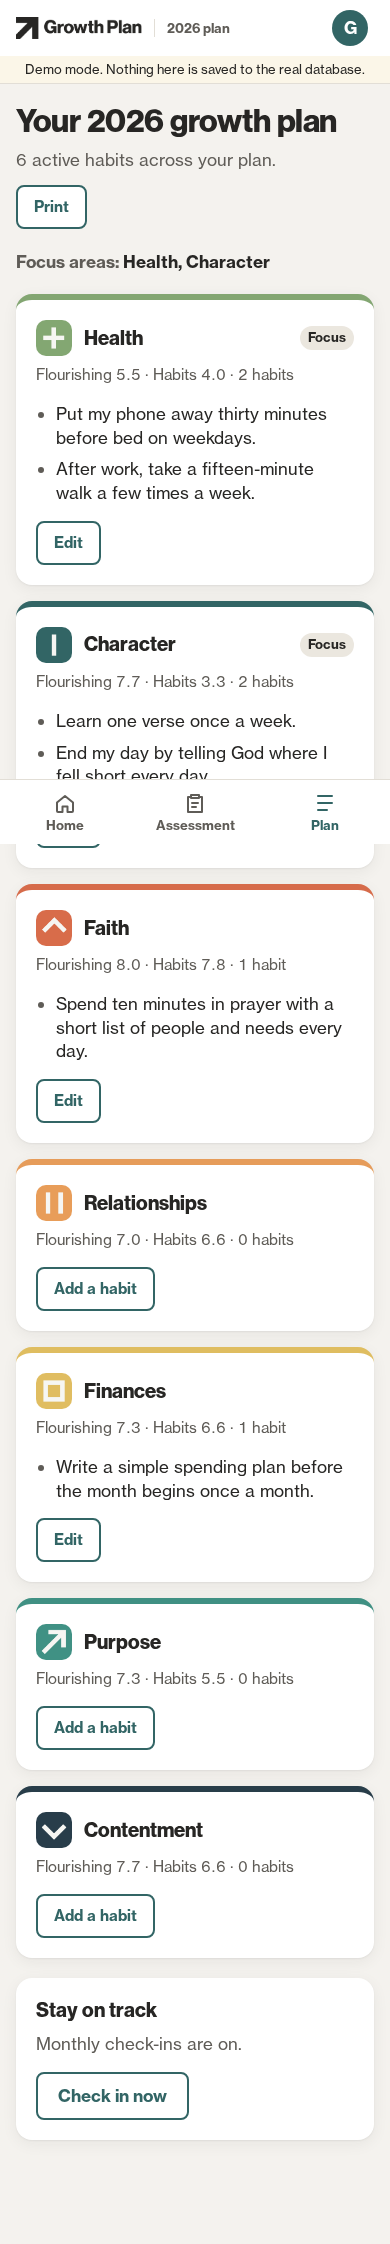 Growth Plan
2026 plan
G
Demo mode. Nothing here is saved to the real database.
Your 2026 growth plan
6 active habits across your plan.
Print
Focus areas: Health, Character
Health
Focus
Flourishing 5.5 · Habits 4.0 · 2 habits
• Put my phone away thirty minutes
before bed on weekdays.
• After work, take a fifteen-minute
walk a few times a week.
Edit
Character
Focus
Flourishing 7.7 · Habits 3.3 · 2 habits
• Learn one verse once a week.
• End my day by telling God where I
fell short every day.
Home
Assessment
Plan
Faith
Flourishing 8.0 · Habits 7.8 · 1 habit
• Spend ten minutes in prayer with a
short list of people and needs every
day.
Edit
Relationships
Flourishing 7.0 · Habits 6.6 · 0 habits
Add a habit
Finances
Flourishing 7.3 · Habits 6.6 · 1 habit
• Write a simple spending plan before
the month begins once a month.
Edit
Purpose
Flourishing 7.3 · Habits 5.5 · 0 habits
Add a habit
Contentment
Flourishing 7.7 · Habits 6.6 · 0 habits
Add a habit
Stay on track
Monthly check-ins are on.
Check in now